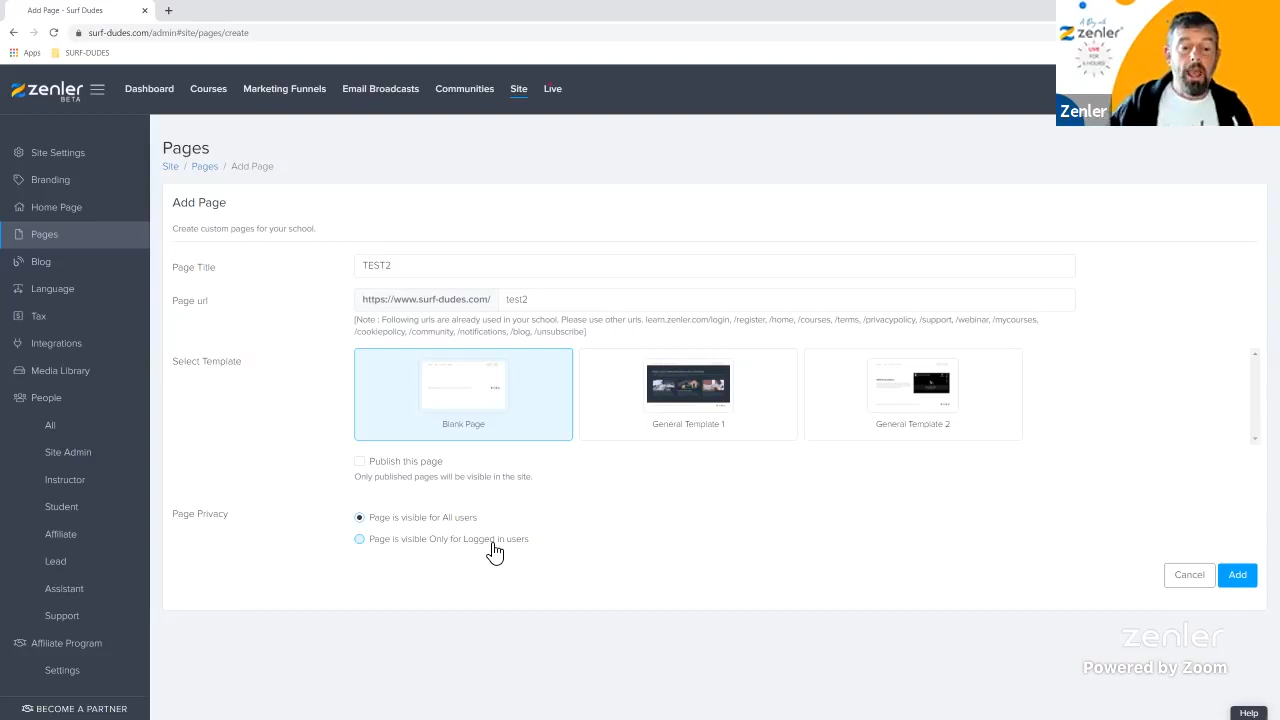 Add Page - Surf Dudes
surf-dudes.com/admin#site/pages/create
Apps SURF-DUDES
zenler
BETA
Dashboard Courses Marketing Funnels Email Broadcasts Communities Site Live
A Day with
zenler
LIVE
FOR
6 HOURS!
Zenler
Site Settings
Branding
Home Page
Pages
Blog
Language
Tax
Integrations
Media Library
People
All
Site Admin
Instructor
Student
Affiliate
Lead
Assistant
Support
Affiliate Program
Settings
BECOME A PARTNER
Pages
Site / Pages / Add Page
Add Page
Create custom pages for your school.
Page Title TEST2
Page url https://www.surf-dudes.com/ test2
[Note : Following urls are already used in your school. Please use other urls. learn.zenler.com/login, /register, /home, /courses, /terms, /privacypolicy, /support, /webinar, /mycourses,
/cookiepolicy, /community, /notifications, /blog, /unsubscribe]
Select Template
Blank Page General Template 1 General Template 2
Publish this page
Only published pages will be visible in the site.
Page Privacy Page is visible for All users
Page is visible Only for Logged in users
Cancel Add
zenler
Powered by Zoom
Help